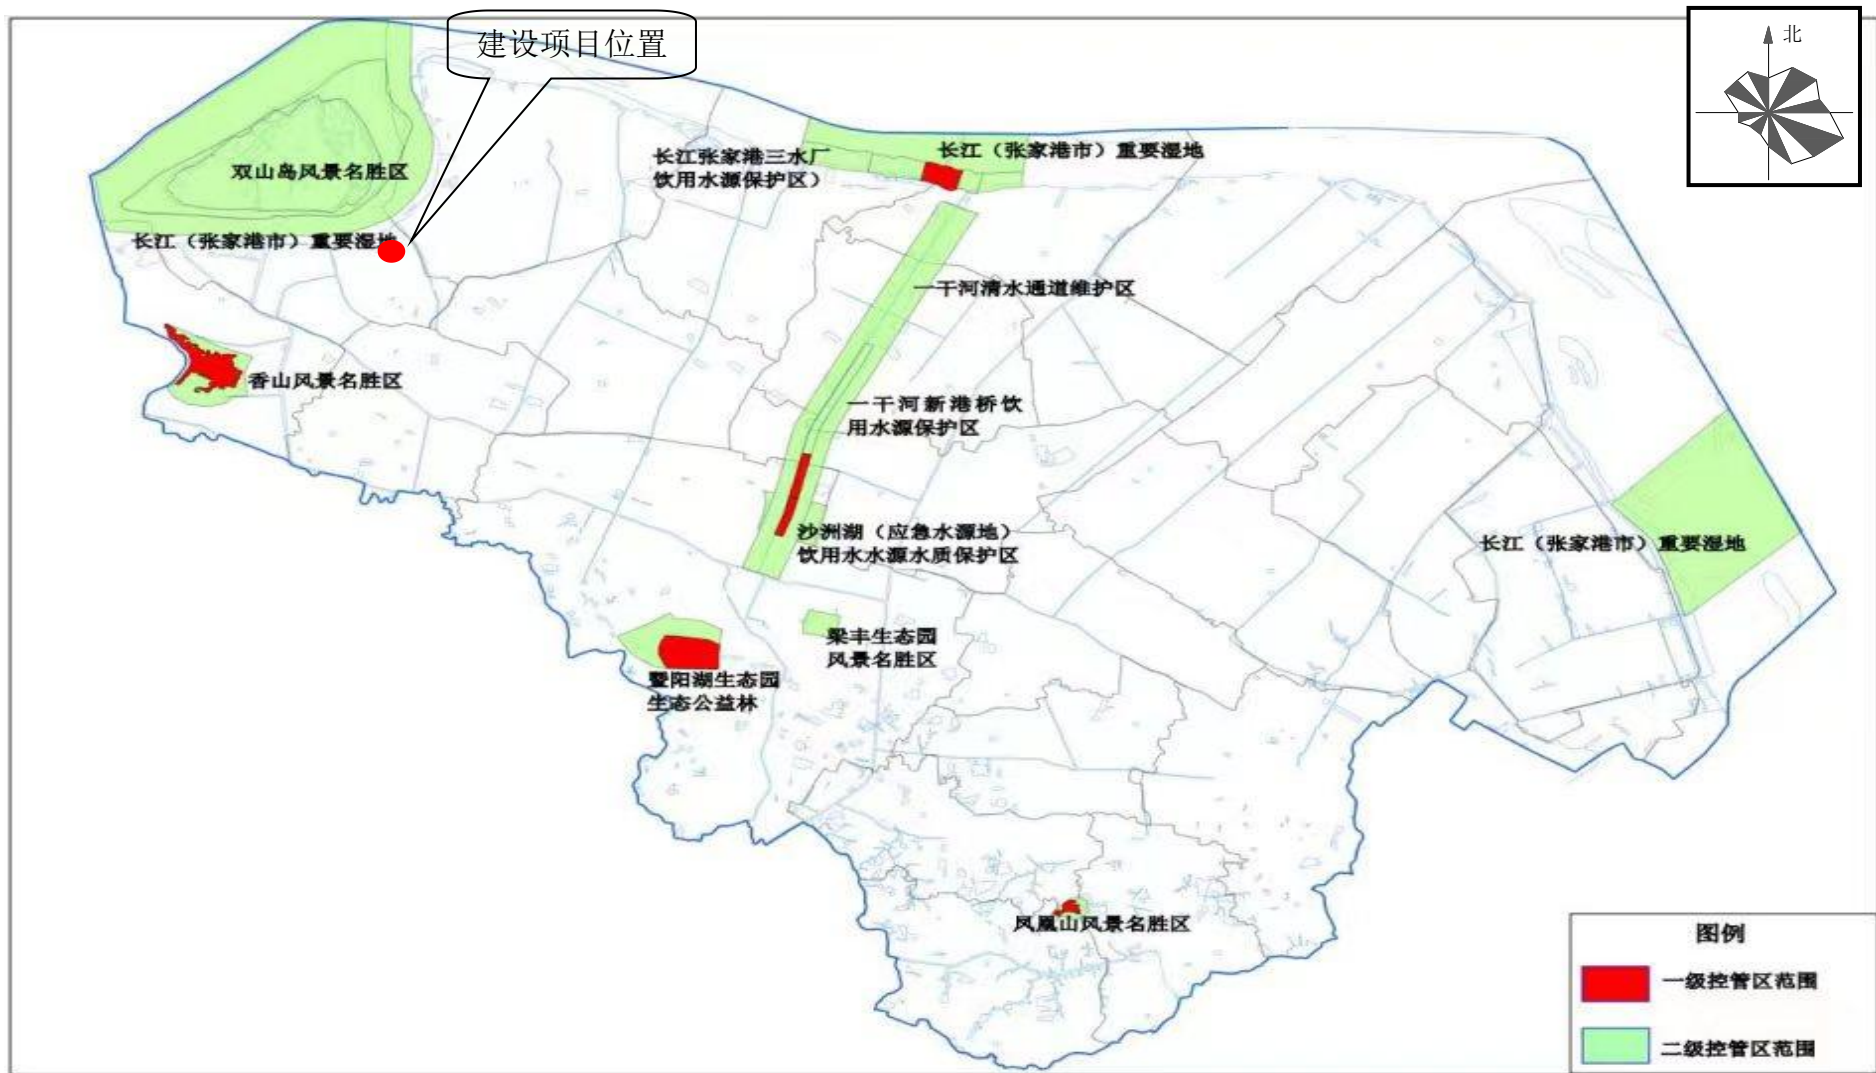 建设项目位置
北
双山岛风景名胜区
长江张家港三水厂
饮用水源保护区）
长江（张家港市）重要湿地
长江（张家港市）重要湿地
一干河清水通道维护区
香山风景名胜区
一干河新港桥饮
用水源保护区
沙洲湖（应急水源地）
饮用水水源水质保护区
长江（张家港市）重要湿地
梁丰生态园
风景名胜区
暨阳湖生态园
生态公益林
凤凰山风景名胜区
图例
一级控管区范围
二级控管区范围